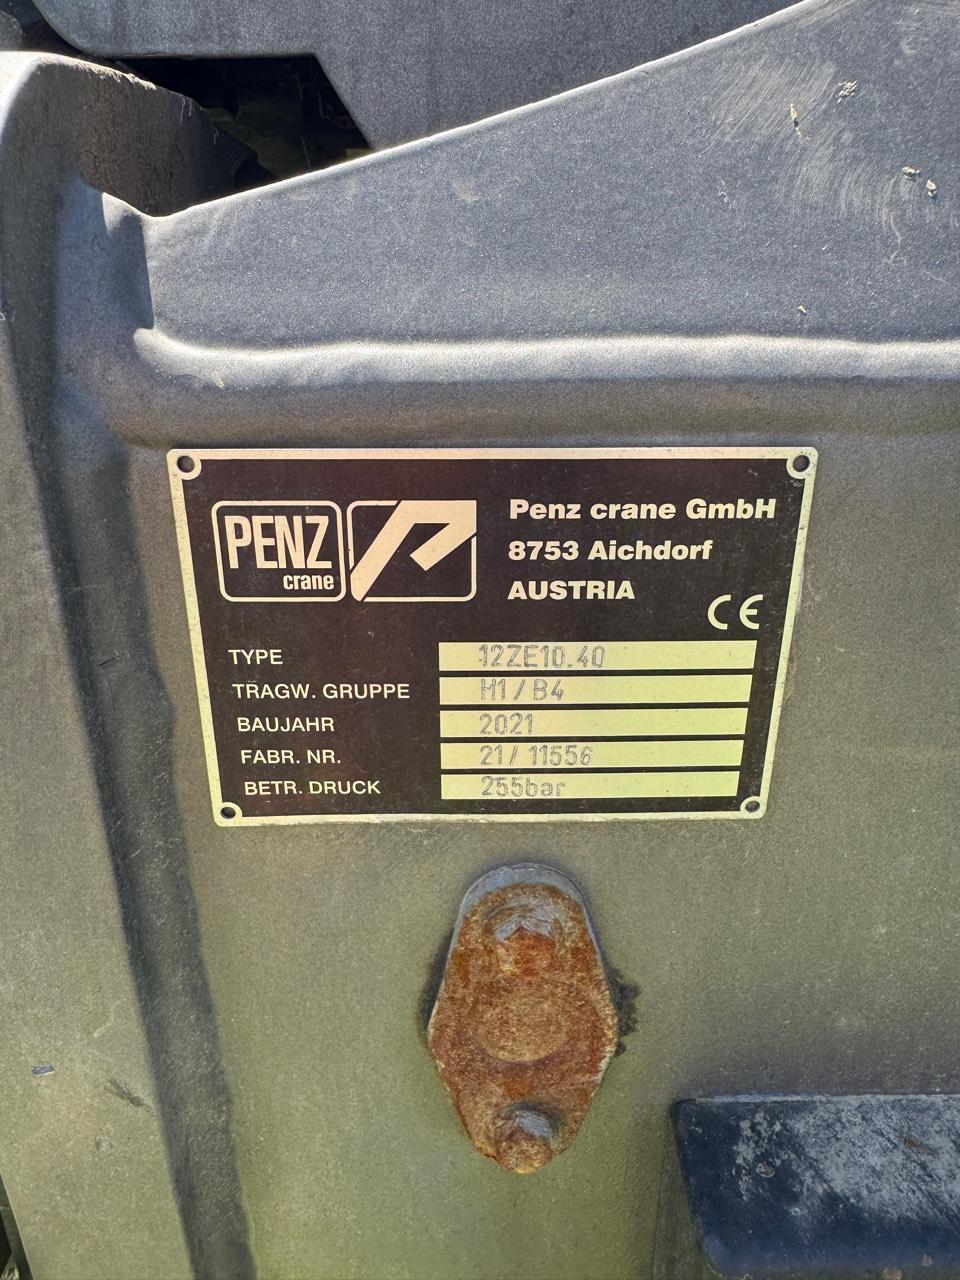 PENZ
crane
Penz crane GmbH
8753 Aichdorf
AUSTRIA
CE
TYPE 12ZE10.40
TRAGW. GRUPPE H1/B4
BAUJAHR 2021
FABR. NR. 21/11556
BETR. DRUCK 255bar